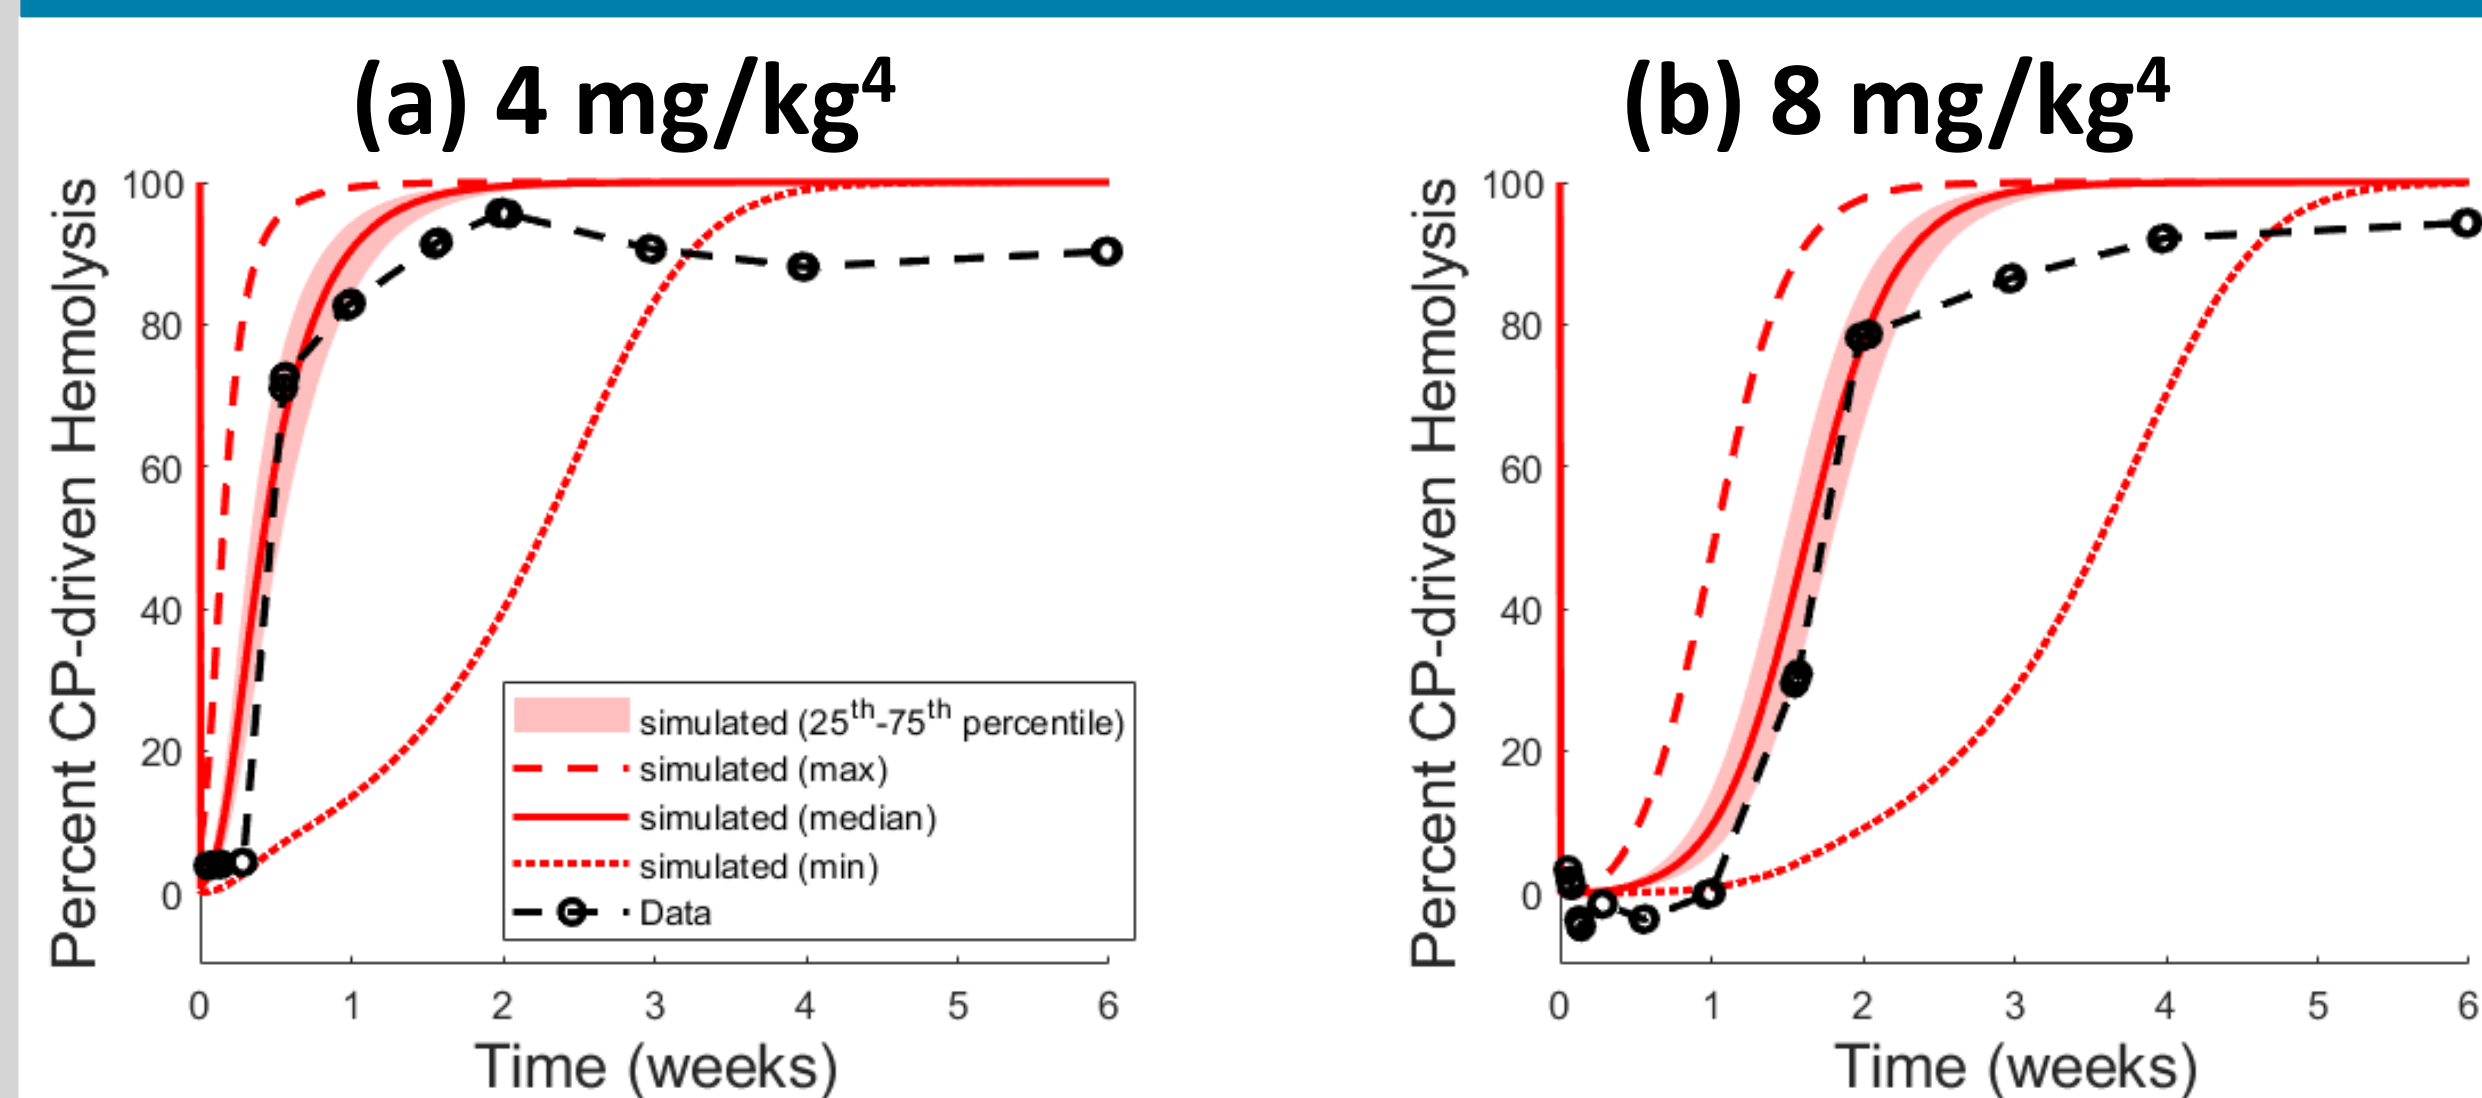 (a) 4 mg/kg⁴
Percent CP-driven Hemolysis
100
80
60
40
20
0
simulated (25th-75th percentile)
simulated (max)
simulated (median)
simulated (min)
Data
0 1 2 3 4 5 6
Time (weeks)
(b) 8 mg/kg⁴
Percent CP-driven Hemolysis
100
80
60
40
20
0
0 1 2 3 4 5 6
Time (weeks)